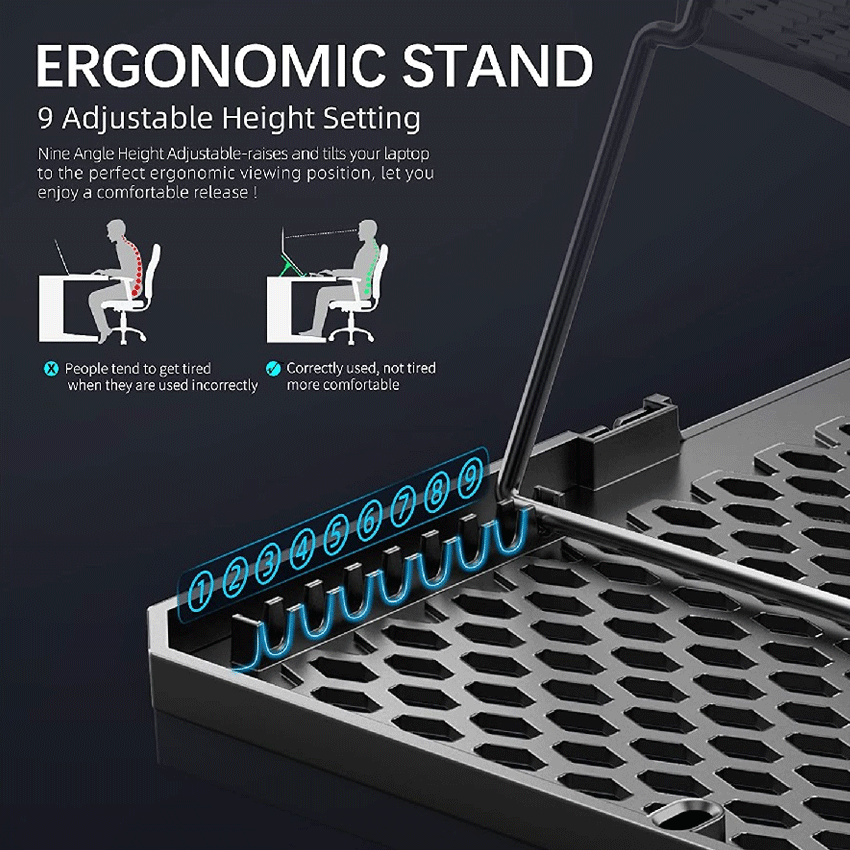 ERGONOMIC STAND
9 Adjustable Height Setting
Nine Angle Height Adjustable-raises and tilts your laptop
to the perfect ergonomic viewing position, let you
enjoy a comfortable release !
X People tend to get tired
when they are used incorrectly
✓ Correctly used, not tired
more comfortable
1 2 3 4 5 6 7 8 9